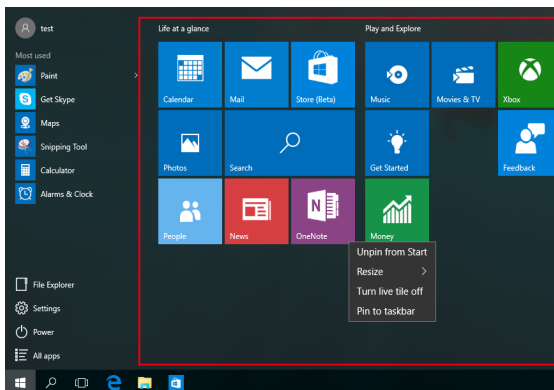 test
Most used
Paint
Get Skype
Maps
Snipping Tool
Calculator
Alarms & Clock
File Explorer
Settings
Power
All apps
Life at a glance
Calendar
Mail
Store (Beta)
Photos
Search
People
News
OneNote
Play and Explore
Music
Movies & TV
Xbox
Get Started
Feedback
Money
Unpin from Start
Resize
Turn live tile off
Pin to taskbar